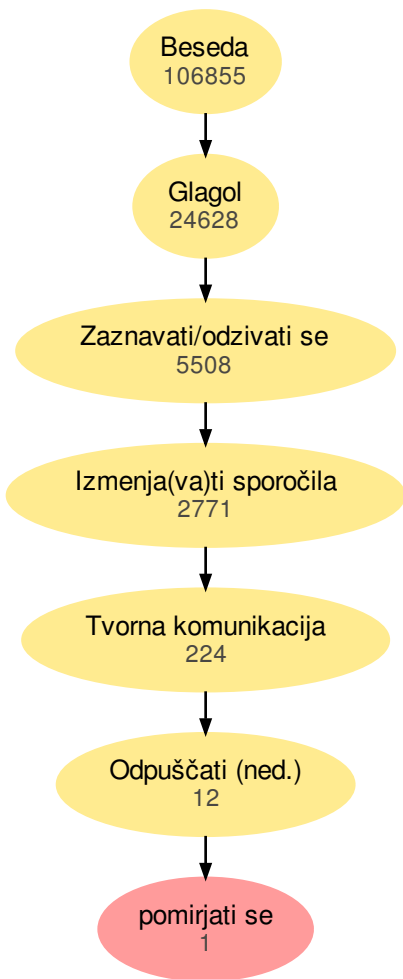 Beseda
106855
Glagol
24628
Zaznavati/odzivati se
5508
Izmenja(va)ti sporočila
2771
Tvorna komunikacija
224
Odpuščati (ned.)
12
pomirjati se
1